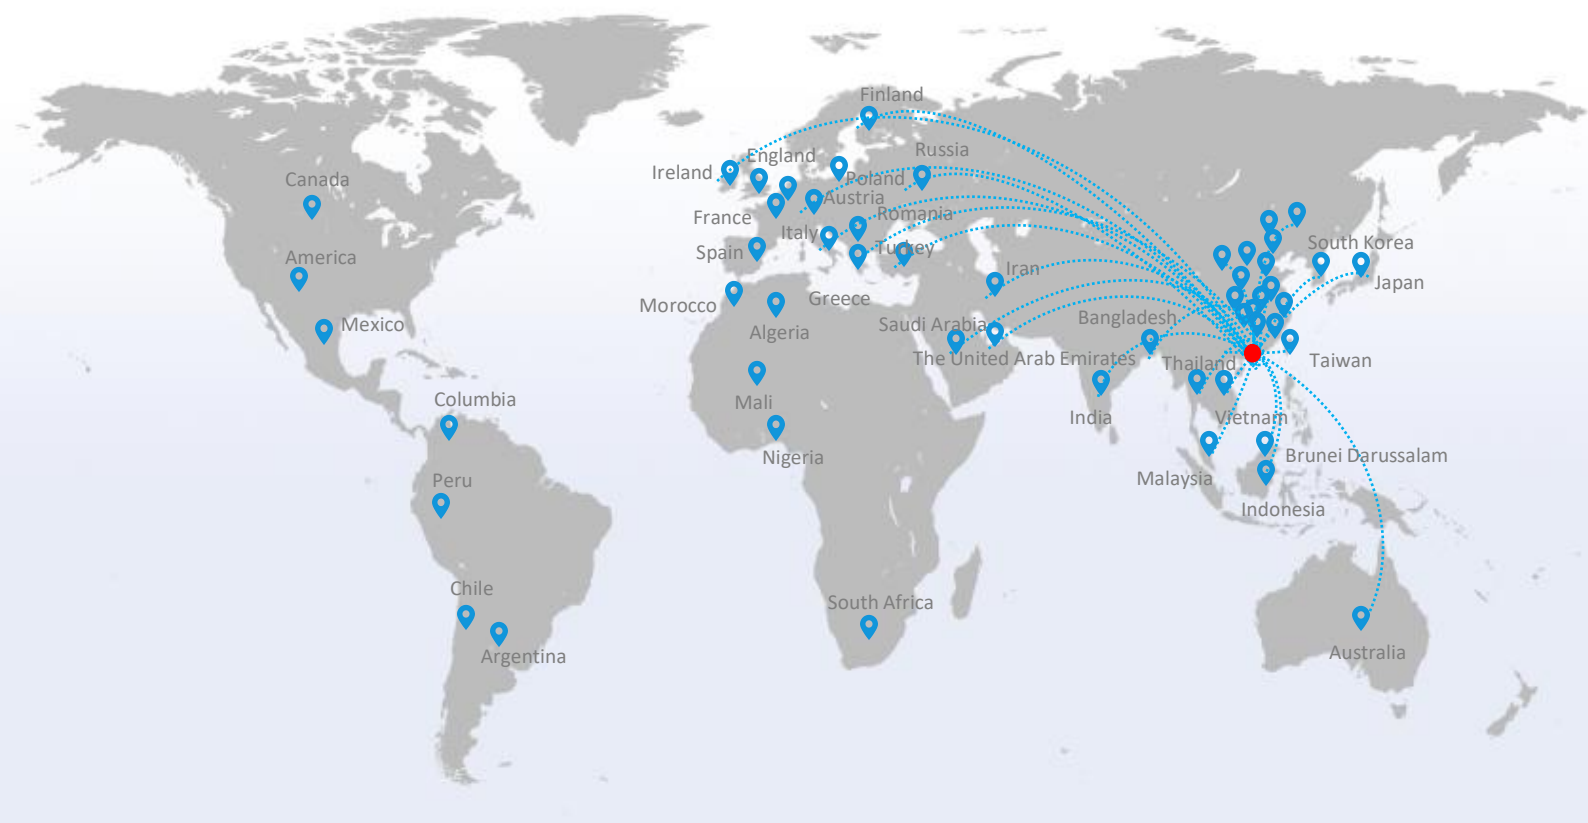 Finland
Russia
England
Ireland
Poland
Canada
Austria
France
Romania
Italy
South Korea
Turkey
Spain
America
Iran
Japan
Greece
Morocco
Bangladesh
Mexico
Saudi Arabia
Algeria
The United Arab Emirates
Thailand
Taiwan
Columbia
Mali
India
Vietnam
Nigeria
Brunei Darussalam
Peru
Malaysia
Indonesia
Chile
South Africa
Australia
Argentina